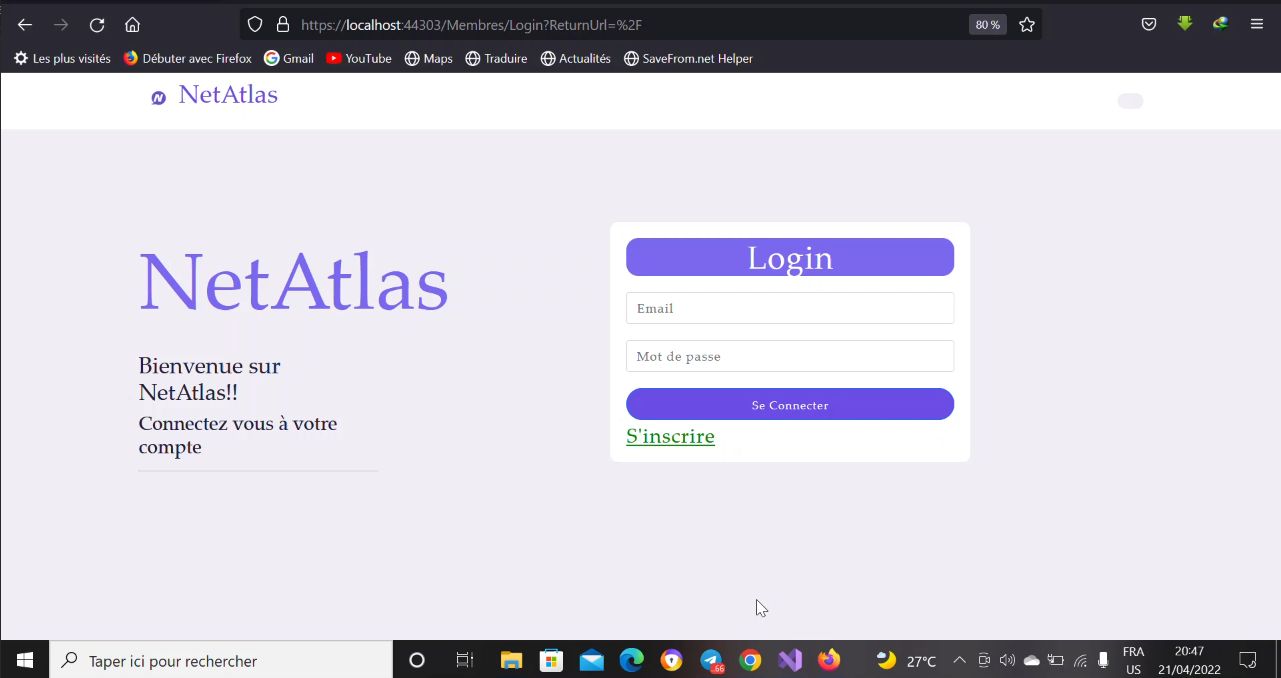 https://localhost:44303/Membres/Login?ReturnUrl=%2F
80 %
Les plus visités
Débuter avec Firefox
Gmail
YouTube
Maps
Traduire
Actualités
SaveFrom.net Helper
NetAtlas
NetAtlas
Bienvenue sur
NetAtlas!!
Connectez vous à votre
compte
Login
Email
Mot de passe
Se Connecter
S'inscrire
Taper ici pour rechercher
66
27°C
FRA
US
20:47
21/04/2022